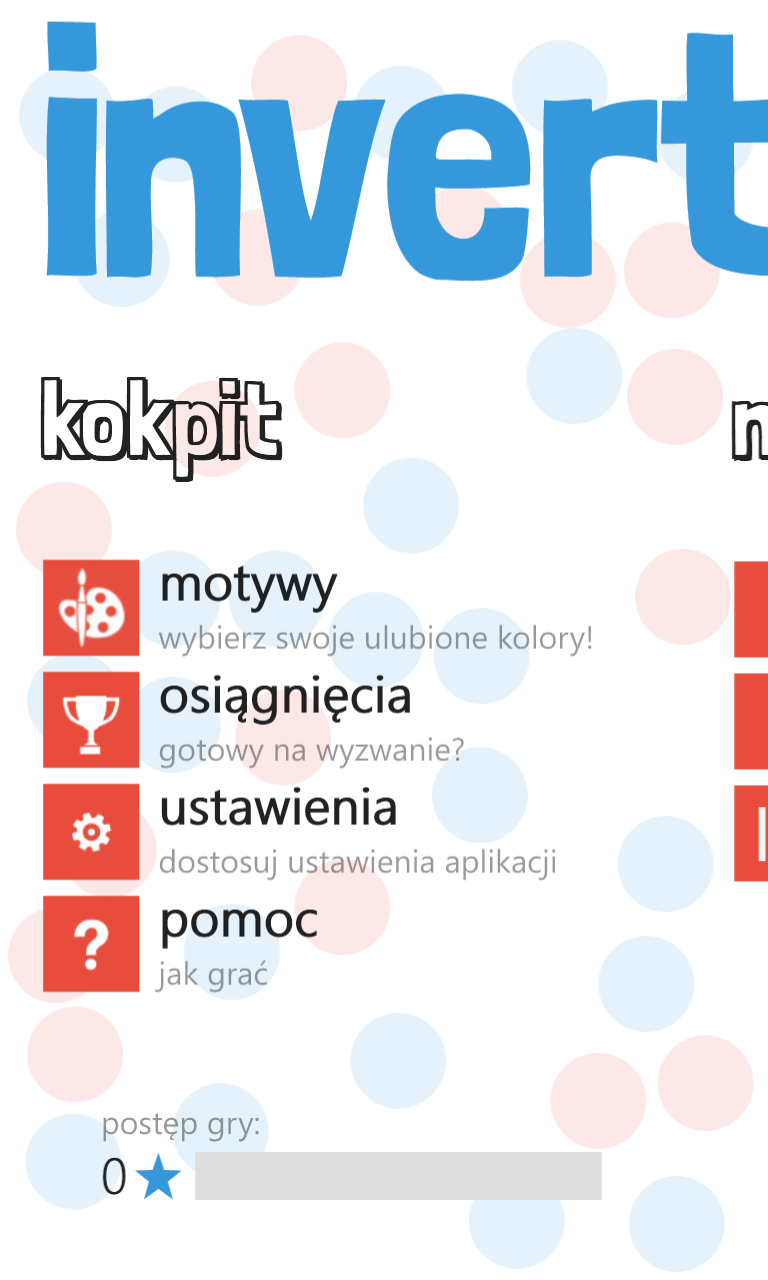 invert
kokpit
motywy
wybierz swoje ulubione kolory!
osiągnięcia
gotowy na wyzwanie?
ustawienia
dostosuj ustawienia aplikacji
pomoc
jak grać
postęp gry:
0